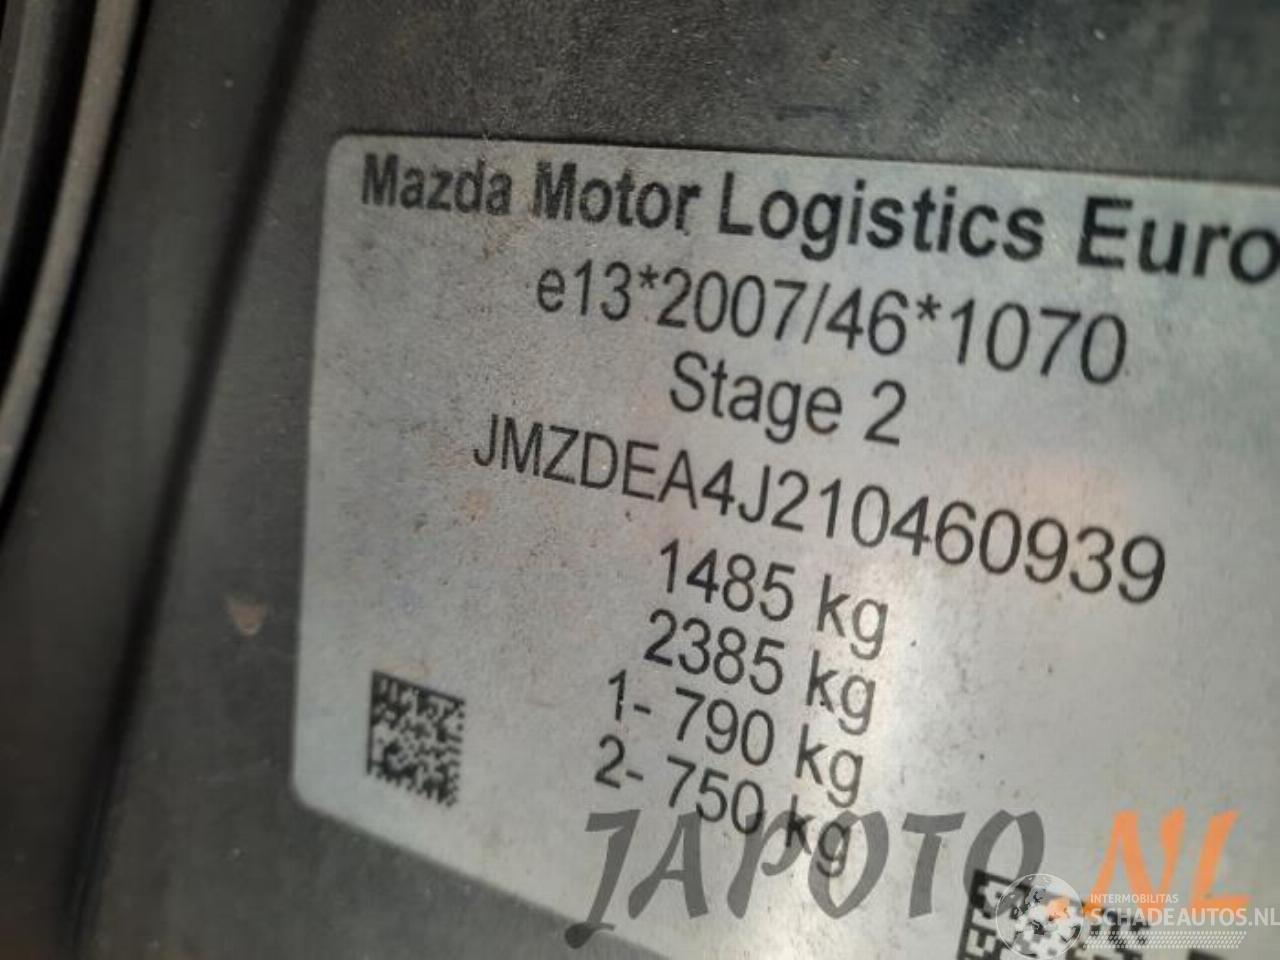 Mazda Motor Logistics Euro
e13*2007/46*1070
Stage 2
JMZDEA4J210460939
1485 kg
2385 kg
1- 790 kg
2- 750 kg
JAPOTO.NL
INTERMOBILITAS
SCHADEAUTOS.NL